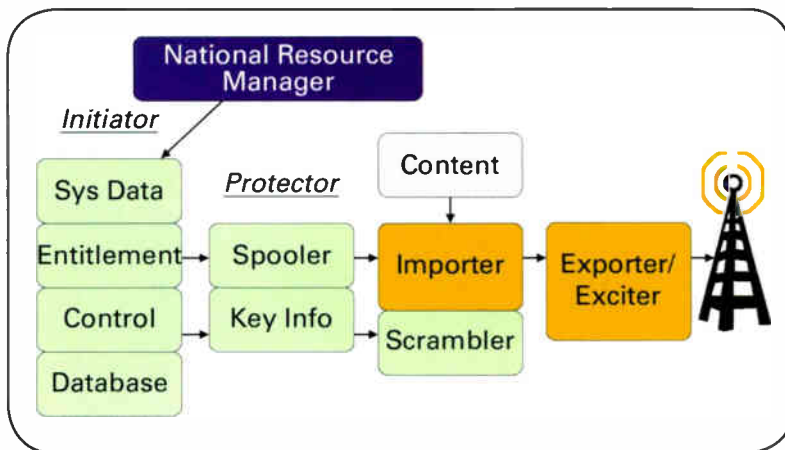 National Resource
Manager
Initiator
Sys Data
Entitlement
Control
Database
Protector
Spooler
Key Info
Content
Importer
Scrambler
Exporter/
Exciter